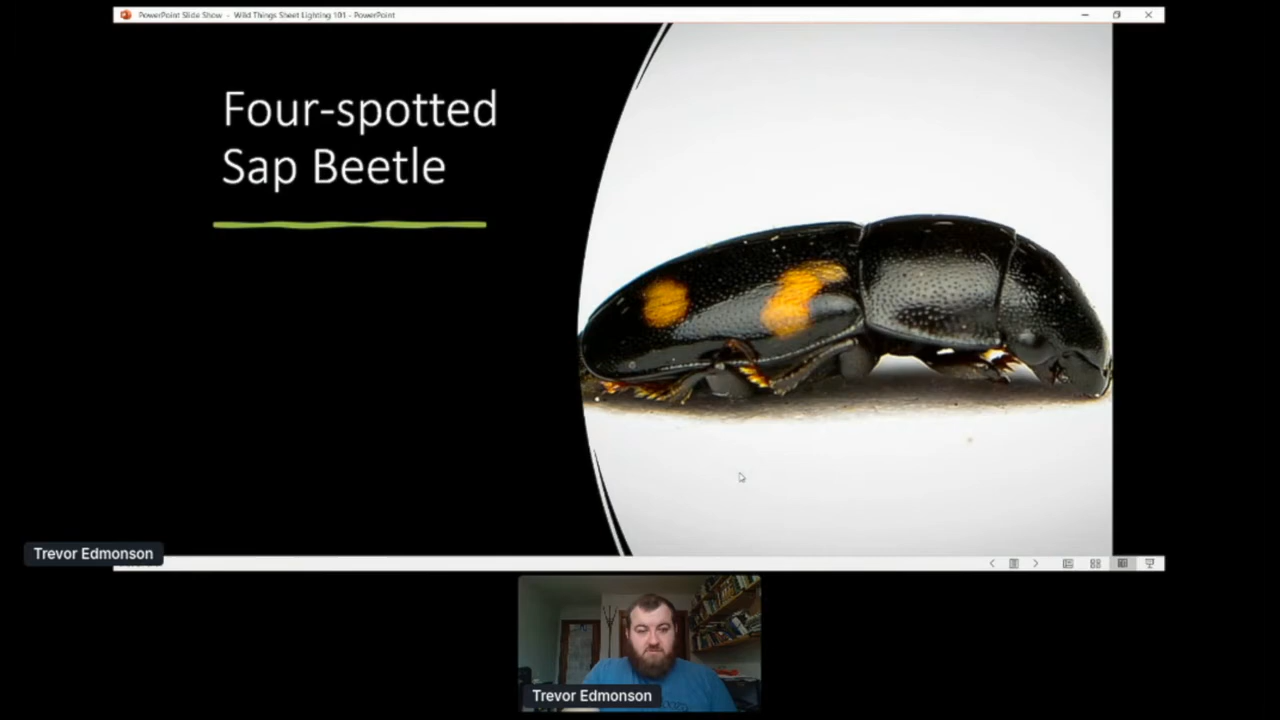 PowerPoint Slide Show - Wild Things Sheet Lighting 101 - PowerPoint
Four-spotted
Sap Beetle
Trevor Edmonson
Trevor Edmonson